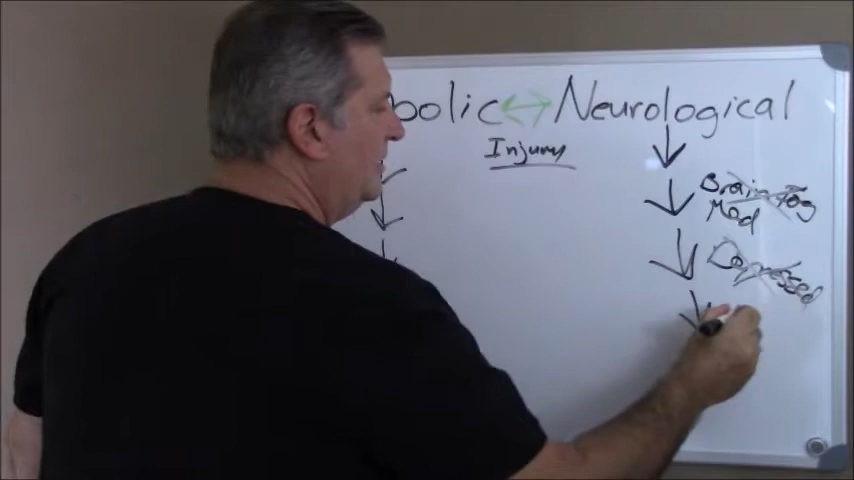 bolic ↔ Neurological
Injury
Brain Fog
Med
Depressed